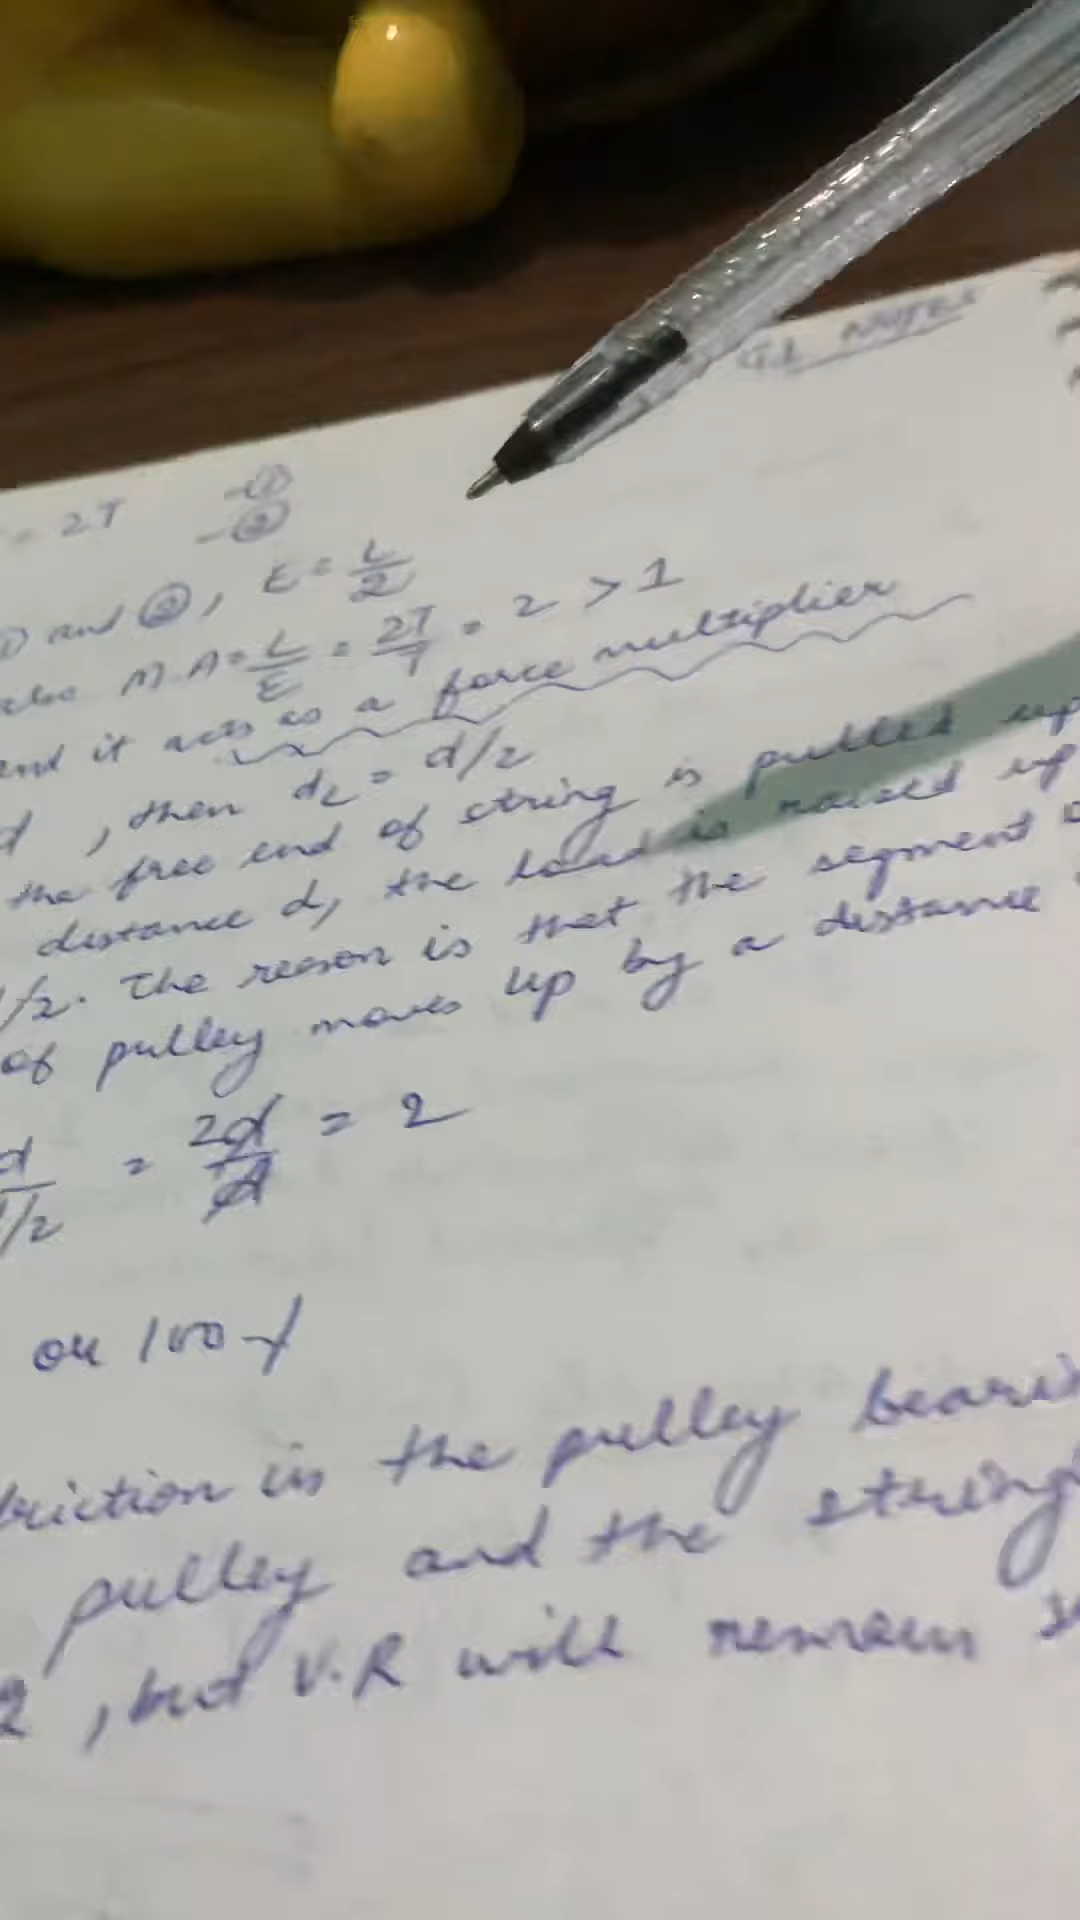 NOTES
= 2T -①
-②
① and ②, E = L/2
also M.A = L/E = 2T/T = 2 > 1
and it acts as a force multiplier
d , then dL = d/2
the free end of string is pulled up
distance d, the load is raised up
/2. The reason is that the segment
of pulley moves up by a distance
d/d/2 = 2d/d = 2
or 100%
friction in the pulley
pulley and the string
2, but V.R will remain